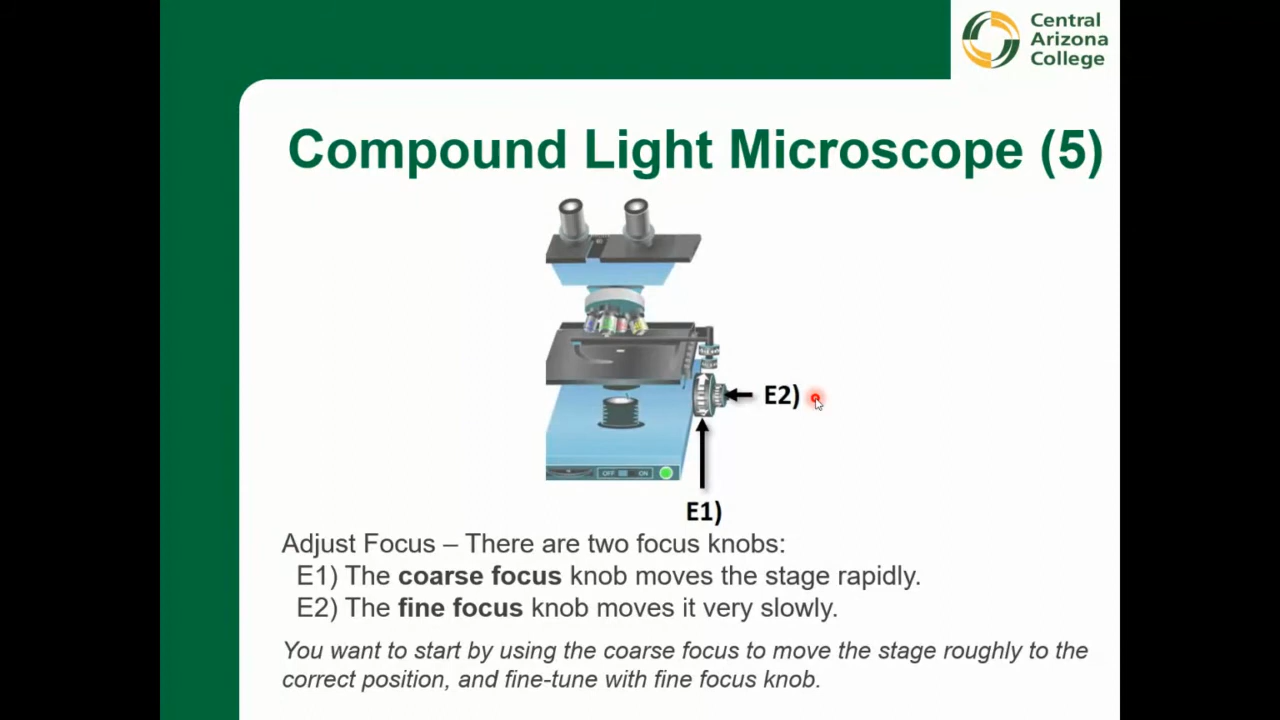 Central
Arizona
College
Compound Light Microscope (5)
E2)
OFF ON
E1)
Adjust Focus – There are two focus knobs:
E1) The coarse focus knob moves the stage rapidly.
E2) The fine focus knob moves it very slowly.
You want to start by using the coarse focus to move the stage roughly to the
correct position, and fine-tune with fine focus knob.